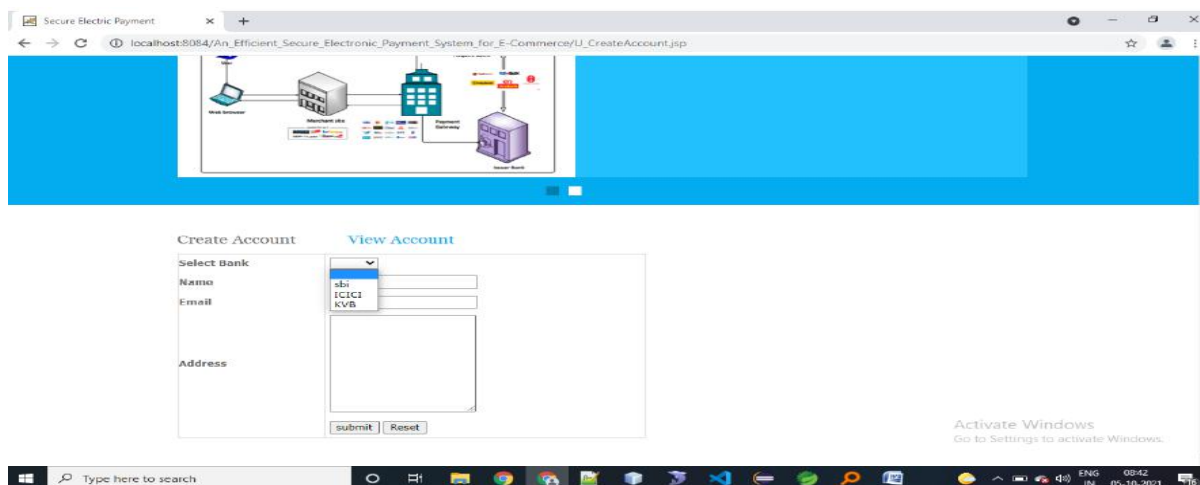 Secure Electric Payment
localhost:8084/An_Efficient_Secure_Electronic_Payment_System_for_E-Commerce/U_CreateAccount.jsp
Web browser
Merchant site
Payment
Gateway
Issuer Bank
Create Account View Account
Select Bank
Name
sbi
ICICI
Email
KVB
Address
submit Reset
Activate Windows
Go to Settings to activate Windows.
Type here to search
ENG 08:42
IN 05-10-2021